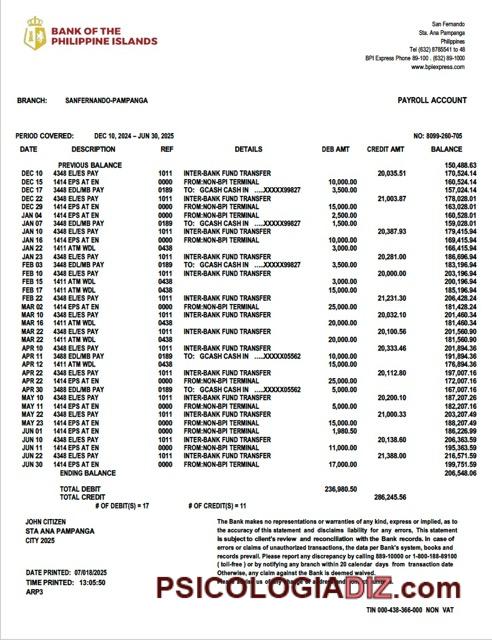 BANK OF THE
PHILIPPINE ISLANDS
San Fernando
Sta. Ana Pampanga
Philippines
Tel (632) 8785541 to 48
BPI Express Phone 89-100 . (632) 89-1000
www.bpiexpress.com
BRANCH: SANFERNANDO-PAMPANGA PAYROLL ACCOUNT
PERIOD COVERED: DEC 10, 2024 – JUN 30, 2025 NO: 8099-260-705
DATE DESCRIPTION REF DETAILS DEB AMT CREDIT AMT BALANCE
PREVIOUS BALANCE 150,488.63
DEC 10 4348 EL/ES PAY 1011 INTER-BANK FUND TRANSFER 20,035.51 170,524.14
DEC 15 1414 EPS AT EN 0000 FROM:NON-BPI TERMINAL 10,000.00 160,524.14
DEC 17 3448 EDL/MB PAY 0189 TO: GCASH CASH IN ....XXXXX99827 3,500.00 157,024.14
DEC 22 4348 EL/ES PAY 1011 INTER-BANK FUND TRANSFER 21,003.87 178,028.01
DEC 29 1414 EPS AT EN 0000 FROM:NON-BPI TERMINAL 15,000.00 163,028.01
JAN 04 1414 EPS AT EN 0000 FROM:NON-BPI TERMINAL 2,500.00 160,528.01
JAN 07 3448 EDL/MB PAY 0189 TO: GCASH CASH IN ....XXXXX99827 1,500.00 159,028.01
JAN 10 4348 EL/ES PAY 1011 INTER-BANK FUND TRANSFER 20,387.93 179,415.94
JAN 16 1414 EPS AT EN 0000 FROM:NON-BPI TERMINAL 10,000.00 169,415.94
JAN 22 1411 ATM WDL 0438 3,000.00 166,415.94
JAN 23 4348 EL/ES PAY 1011 INTER-BANK FUND TRANSFER 20,281.00 186,696.94
FEB 03 3448 EDL/MB PAY 0189 TO: GCASH CASH IN ....XXXXX99827 3,500.00 183,196.94
FEB 10 4348 EL/ES PAY 1011 INTER-BANK FUND TRANSFER 20,000.00 203,196.94
FEB 15 1411 ATM WDL 0438 3,000.00 200,196.94
FEB 17 1411 ATM WDL 0438 15,000.00 185,196.94
FEB 22 4348 EL/ES PAY 1011 INTER-BANK FUND TRANSFER 21,231.30 206,428.24
MAR 02 1414 EPS AT EN 0000 FROM:NON-BPI TERMINAL 25,000.00 181,428.24
MAR 10 4348 EL/ES PAY 1011 INTER-BANK FUND TRANSFER 20,032.10 201,460.34
MAR 16 1411 ATM WDL 0438 20,000.00 201,460.34
MAR 22 4348 EL/ES PAY 1011 INTER-BANK FUND TRANSFER 20,100.56 201,560.90
MAR 22 1411 ATM WDL 0438 20,000.00 201,560.90
APR 10 4348 EL/ES PAY 1011 INTER-BANK FUND TRANSFER 20,333.46 201,894.36
APR 11 3488 EDL/MB PAY 0189 TO: GCASH CASH IN ....XXXXX05562 10,000.00 191,894.36
APR 12 1411 ATM WDL 0438 15,000.00 176,894.36
APR 22 4348 EL/ES PAY 1011 INTER-BANK FUND TRANSFER 20,112.80 197,007.16
APR 22 1414 EPS AT EN 0000 FROM:NON-BPI TERMINAL 25,000.00 172,007.16
APR 30 3488 EDL/MB PAY 0189 TO: GCASH CASH IN ....XXXXX05562 5,000.00 167,007.16
MAY 10 4348 EL/ES PAY 1011 INTER-BANK FUND TRANSFER 20,200.10 187,207.26
MAY 11 1414 EPS AT EN 0000 FROM:NON-BPI TERMINAL 5,000.00 182,207.16
MAY 22 4348 EL/ES PAY 1011 INTER-BANK FUND TRANSFER 21,000.33 203,207.49
MAY 23 1414 EPS AT EN 0000 FROM:NON-BPI TERMINAL 15,000.00 188,207.49
JUN 01 1414 EPS AT EN 0000 FROM:NON-BPI TERMINAL 1,980.50 186,226.99
JUN 10 4348 EL/ES PAY 1011 INTER-BANK FUND TRANSFER 20,138.60 206,363.59
JUN 11 1414 EPS AT EN 0000 FROM:NON-BPI TERMINAL 11,000.00 195,363.59
JUN 22 4348 EL/ES PAY 1011 INTER-BANK FUND TRANSFER 21,388.00 216,571.59
JUN 30 1414 EPS AT EN 0000 FROM:NON-BPI TERMINAL 17,000.00 199,751.59
ENDING BALANCE 206,548.06
TOTAL DEBIT 236,980.50
TOTAL CREDIT 286,245.56
# OF DEBIT(S) = 17 # OF CREDIT(S) = 11
JOHN CITIZEN
STA ANA PAMPANGA
CITY 2025
The Bank makes no representations or warranties of any kind, express or implied, as to
the accuracy of this statement and disclaims liability for any errors, This statement
is subject to client's review and reconciliation with the Bank records. In case of
errors or claims of unauthorized transactions, the data per Bank's system, books and
records prevail. Please report any discrepancy by calling 889-10000 or 1-800-188-89100
( toll-free ) or by notifying any branch within 20 calendar days from transaction date
Otherwise, any claim against the Bank is deemed waived.
DATE PRINTED: 07/018/2025
TIME PRINTED: 13:05:50
ARP3
PSICOLOGIADIZ.com
TIN 000-438-366-000 NON VAT